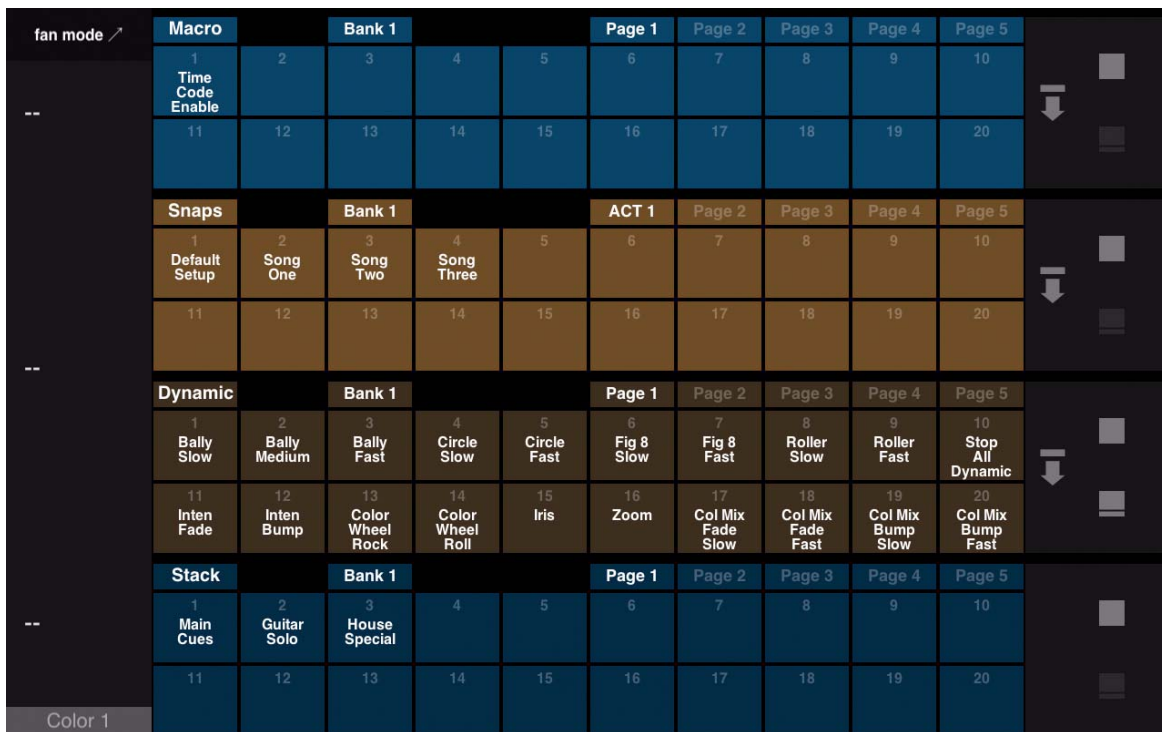 fan mode
Macro Bank 1 Page 1 Page 2 Page 3 Page 4 Page 5
1 2 3 4 5 6 7 8 9 10
Time
Code
Enable
--
11 12 13 14 15 16 17 18 19 20
Snaps Bank 1 ACT 1 Page 2 Page 3 Page 4 Page 5
1 2 3 4 5 6 7 8 9 10
Default Song Song Song
Setup One Two Three
11 12 13 14 15 16 17 18 19 20
--
Dynamic Bank 1 Page 1 Page 2 Page 3 Page 4 Page 5
1 2 3 4 5 6 7 8 9 10
Bally Bally Bally Circle Circle Fig 8 Fig 8 Roller Roller Stop
Slow Medium Fast Slow Fast Slow Fast Slow Fast All
Dynamic
11 12 13 14 15 16 17 18 19 20
Inten Inten Color Color Iris Zoom Col Mix Col Mix Col Mix Col Mix
Fade Bump Wheel Wheel Fade Fade Bump Bump
Rock Roll Slow Fast Slow Fast
Stack Bank 1 Page 1 Page 2 Page 3 Page 4 Page 5
1 2 3 4 5 6 7 8 9 10
Main Guitar House
Cues Solo Special
--
11 12 13 14 15 16 17 18 19 20
Color 1